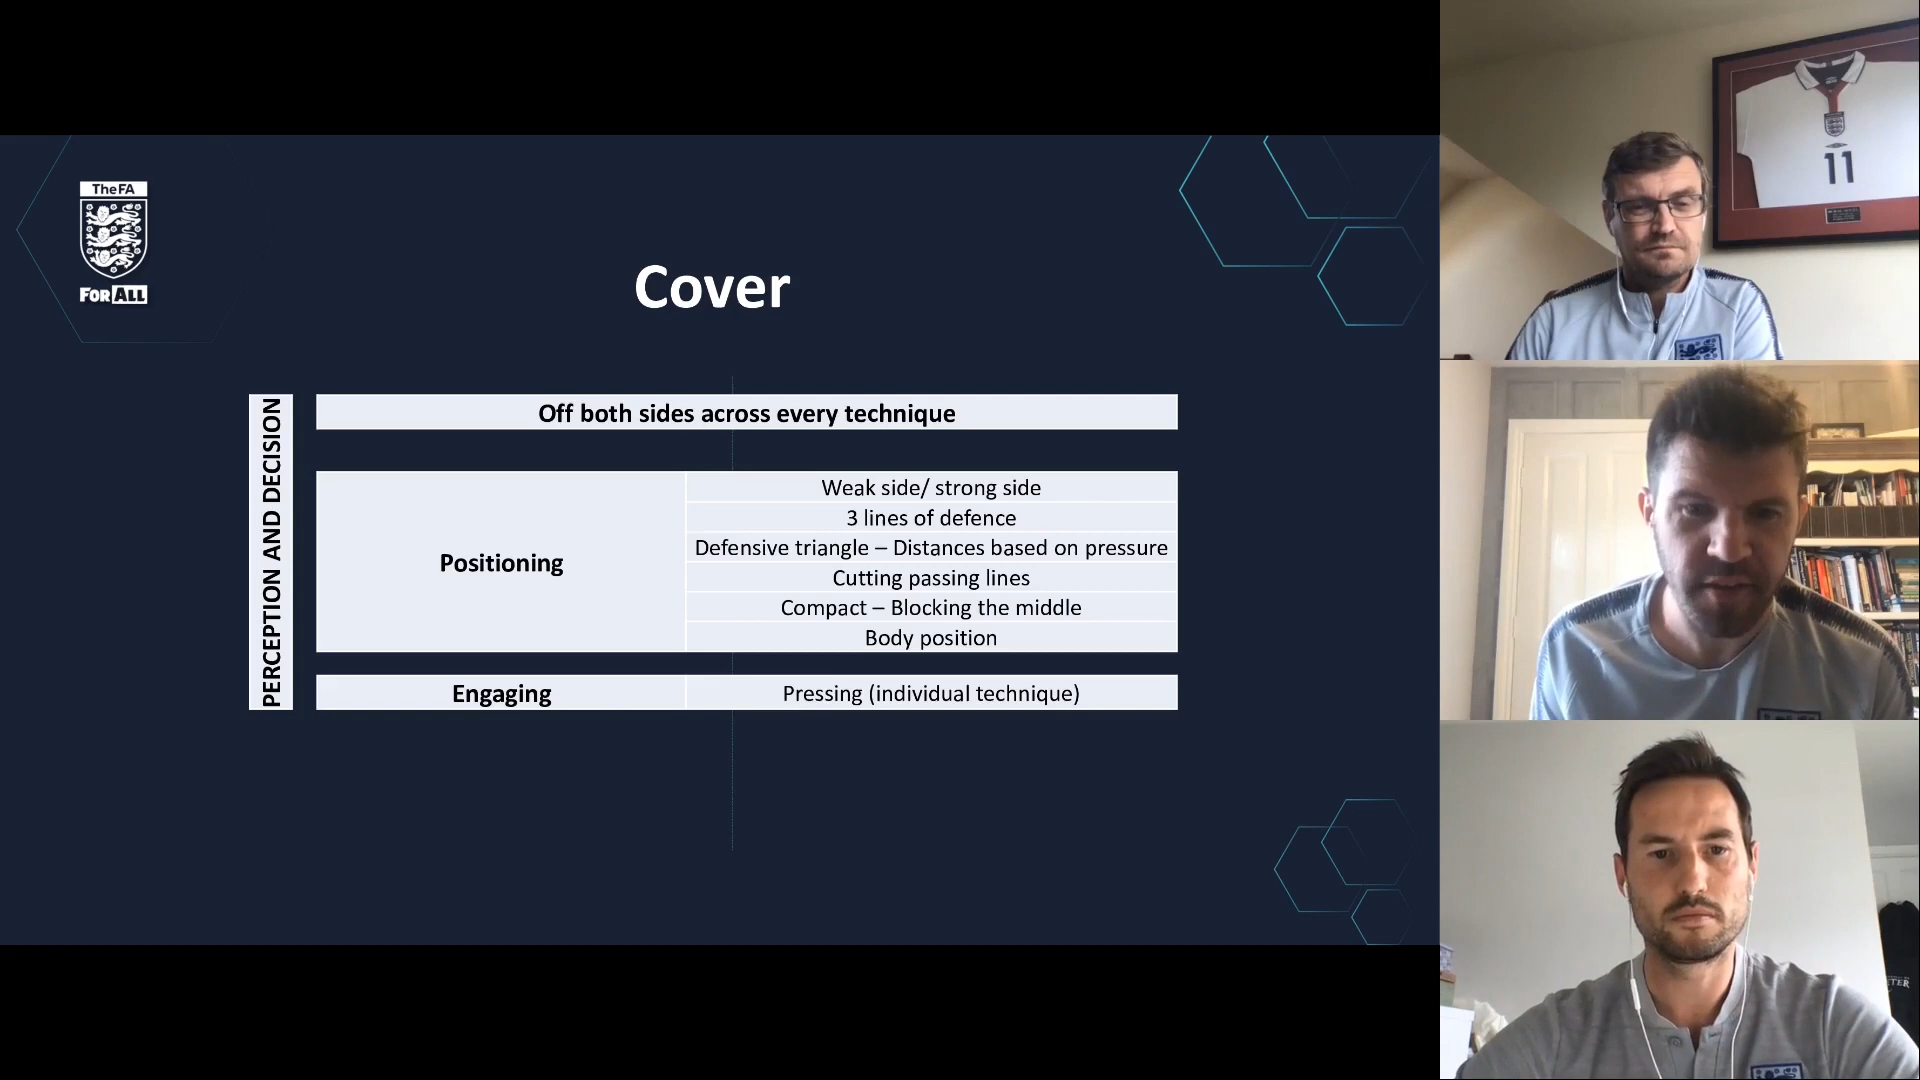 The FA
FOR ALL
Cover
PERCEPTION AND DECISION
Off both sides across every technique
Positioning
Weak side/ strong side
3 lines of defence
Defensive triangle – Distances based on pressure
Cutting passing lines
Compact – Blocking the middle
Body position
Engaging
Pressing (individual technique)
11